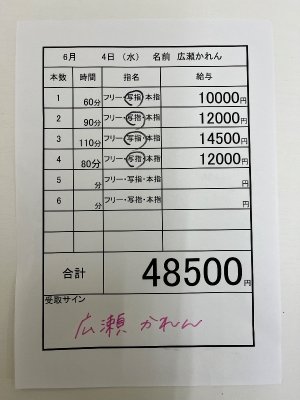 6月 4日（水） 名前 広瀬かれん
本数 時間 指名 給与
1 60分 フリー・写指・本指 10000円
2 90分 フリー・写指・本指 12000円
3 110分 フリー・写指・本指 14500円
4 80分 フリー・写指・本指 12000円
5 分 フリー・写指・本指 円
6 分 フリー・写指・本指 円
合計 48500円
受取サイン
広瀬 かれん